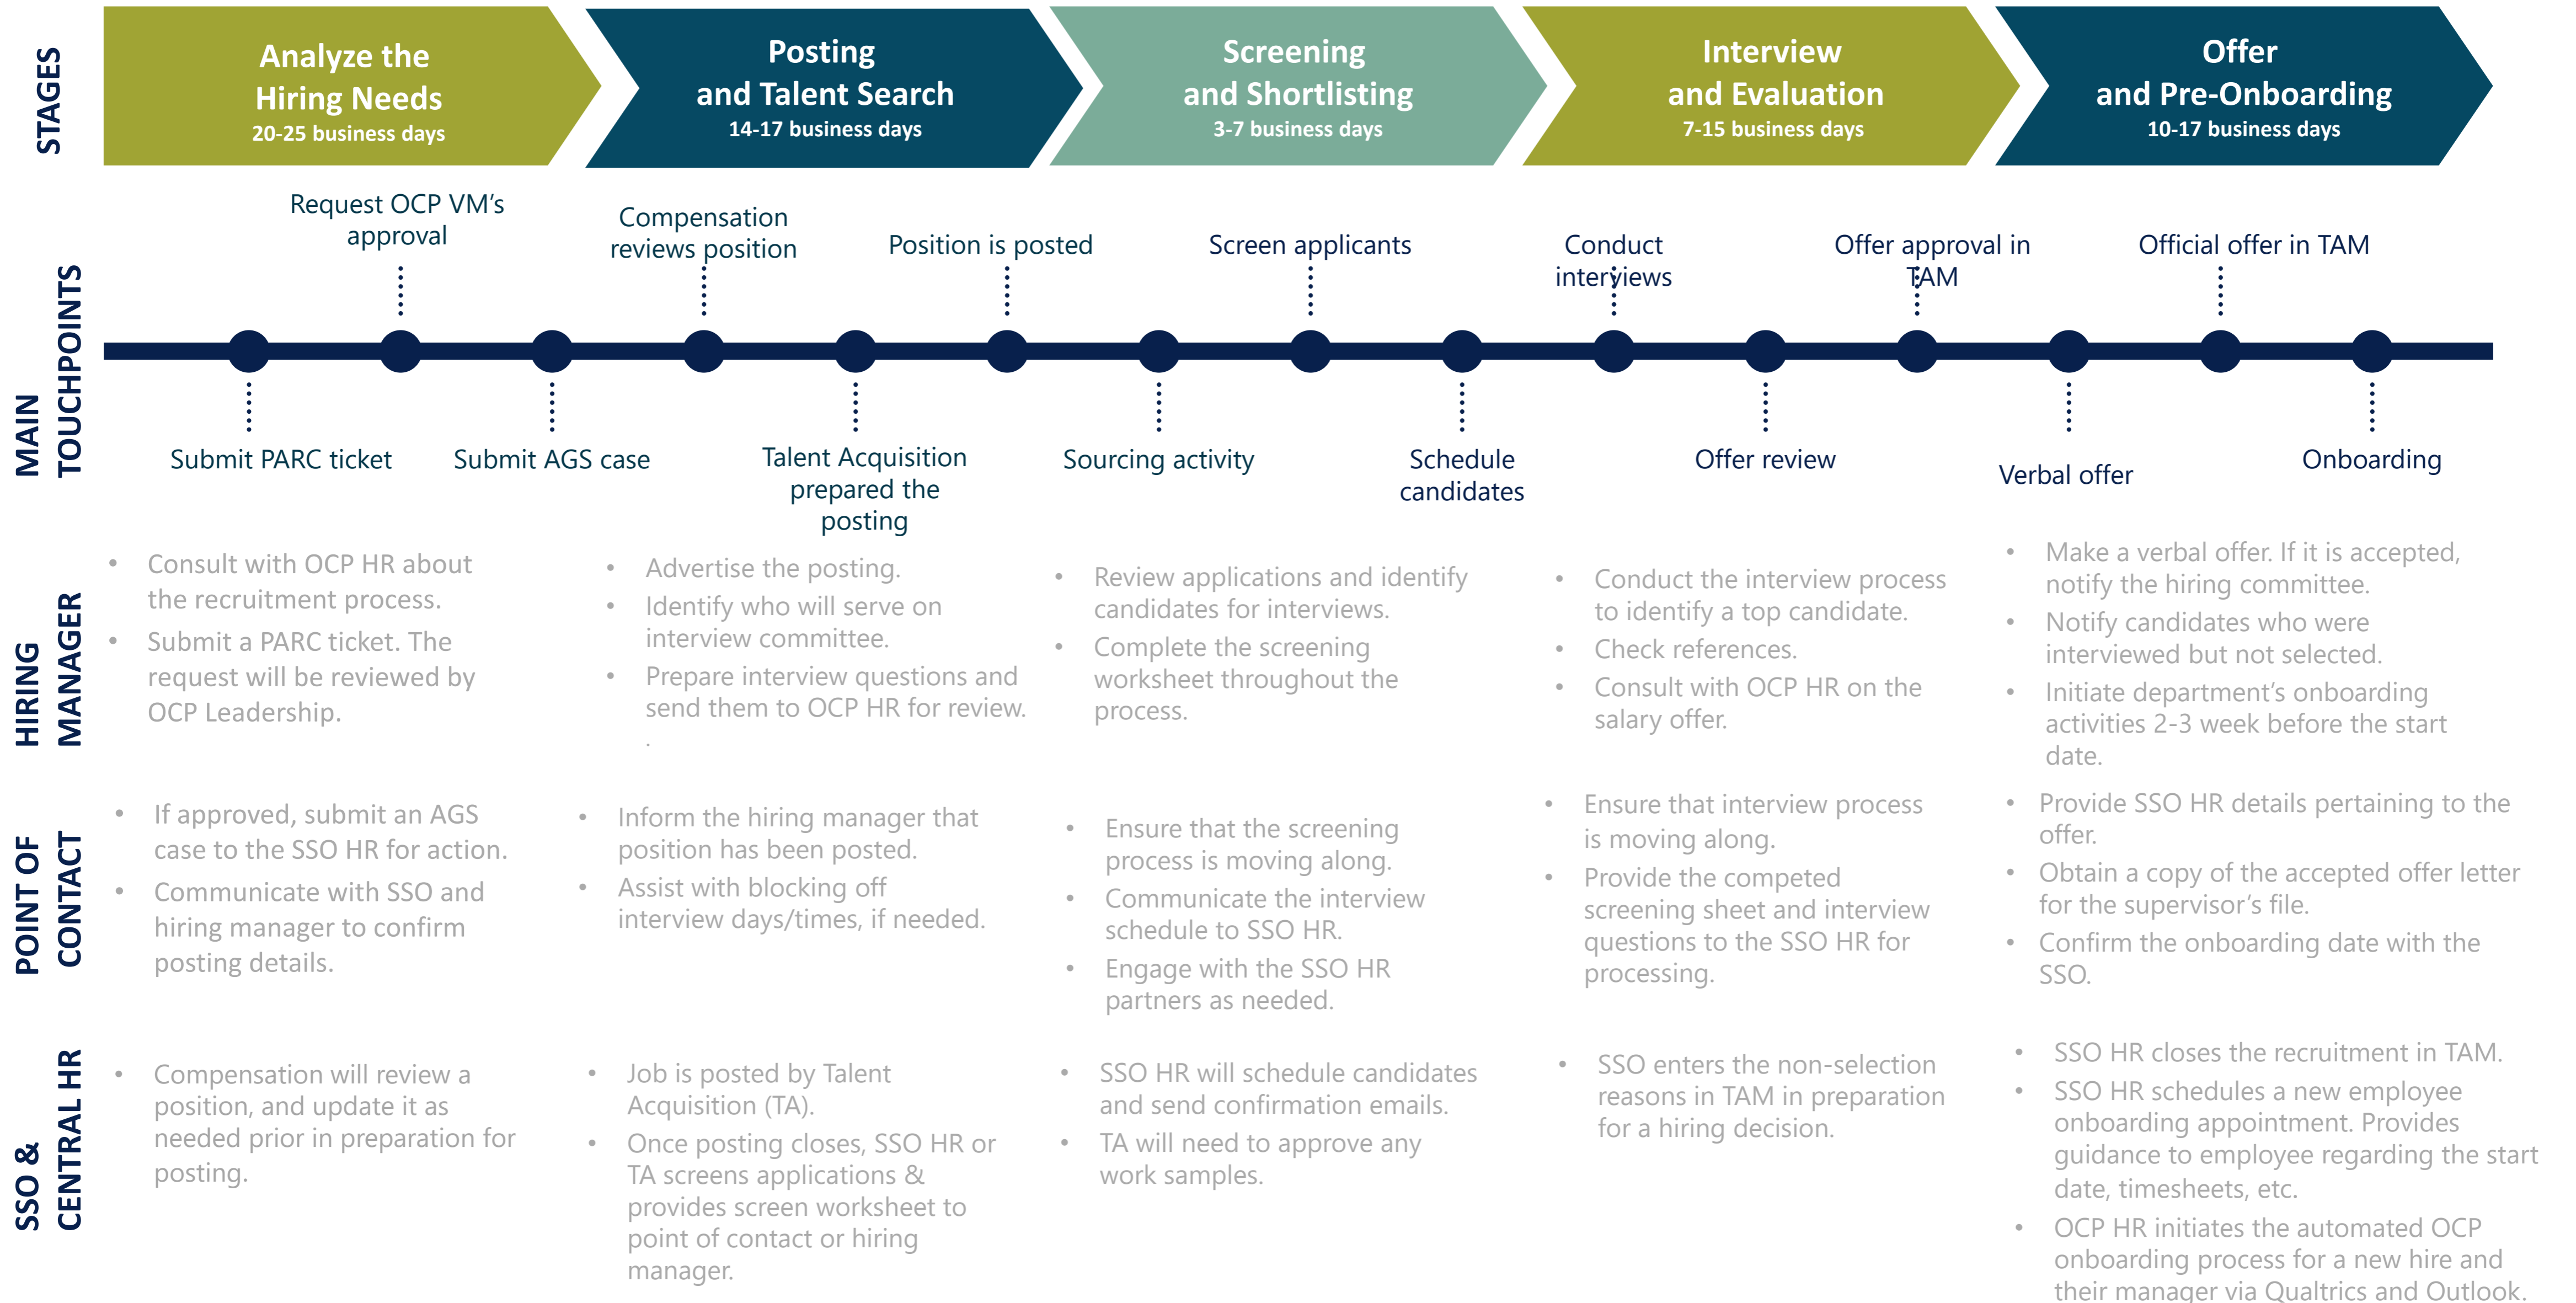 STAGES
Analyze the
Hiring Needs
20-25 business days
Posting
and Talent Search
14-17 business days
Screening
and Shortlisting
3-7 business days
Interview
and Evaluation
7-15 business days
Offer
and Pre-Onboarding
10-17 business days
MAIN
TOUCHPOINTS
Request OCP VM’s
approval
Compensation
reviews position
Position is posted
Screen applicants
Conduct
interviews
Offer approval in
TAM
Official offer in TAM
Submit PARC ticket
Submit AGS case
Talent Acquisition
prepared the
posting
Sourcing activity
Schedule
candidates
Offer review
Verbal offer
Onboarding
HIRING
MANAGER
• Consult with OCP HR about
the recruitment process.
• Submit a PARC ticket. The
request will be reviewed by
OCP Leadership.
• Advertise the posting.
• Identify who will serve on
interview committee.
• Prepare interview questions and
send them to OCP HR for review.
.
• Review applications and identify
candidates for interviews.
• Complete the screening
worksheet throughout the
process.
• Conduct the interview process
to identify a top candidate.
• Check references.
• Consult with OCP HR on the
salary offer.
• Make a verbal offer. If it is accepted,
notify the hiring committee.
• Notify candidates who were
interviewed but not selected.
• Initiate department’s onboarding
activities 2-3 week before the start
date.
POINT OF
CONTACT
• If approved, submit an AGS
case to the SSO HR for action.
• Communicate with SSO and
hiring manager to confirm
posting details.
• Inform the hiring manager that
position has been posted.
• Assist with blocking off
interview days/times, if needed.
• Ensure that the screening
process is moving along.
• Communicate the interview
schedule to SSO HR.
• Engage with the SSO HR
partners as needed.
• Ensure that interview process
is moving along.
• Provide the competed
screening sheet and interview
questions to the SSO HR for
processing.
• Provide SSO HR details pertaining to the
offer.
• Obtain a copy of the accepted offer letter
for the supervisor’s file.
• Confirm the onboarding date with the
SSO.
SSO &
CENTRAL HR
• Compensation will review a
position, and update it as
needed prior in preparation for
posting.
• Job is posted by Talent
Acquisition (TA).
• Once posting closes, SSO HR or
TA screens applications &
provides screen worksheet to
point of contact or hiring
manager.
• SSO HR will schedule candidates
and send confirmation emails.
• TA will need to approve any
work samples.
• SSO enters the non-selection
reasons in TAM in preparation
for a hiring decision.
• SSO HR closes the recruitment in TAM.
• SSO HR schedules a new employee
onboarding appointment. Provides
guidance to employee regarding the start
date, timesheets, etc.
• OCP HR initiates the automated OCP
onboarding process for a new hire and
their manager via Qualtrics and Outlook.